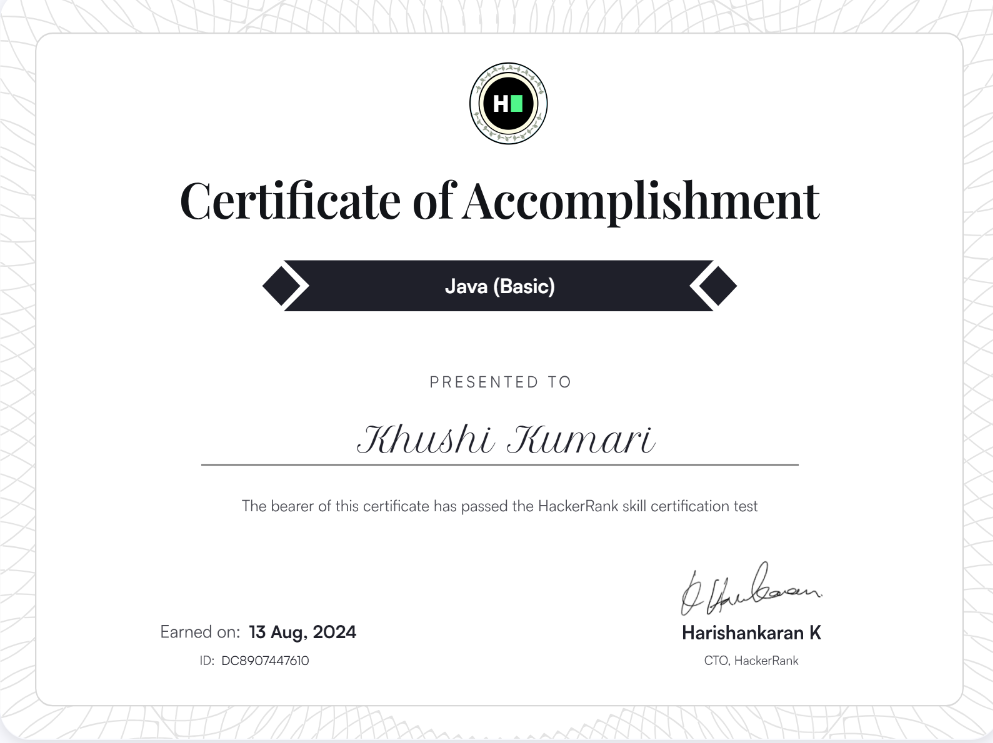 H
Certificate of Accomplishment
Java (Basic)
PRESENTED TO
Khushi Kumari
The bearer of this certificate has passed the HackerRank skill certification test
Earned on: 13 Aug, 2024
ID: DC8907447610
Harishankaran K
CTO, HackerRank